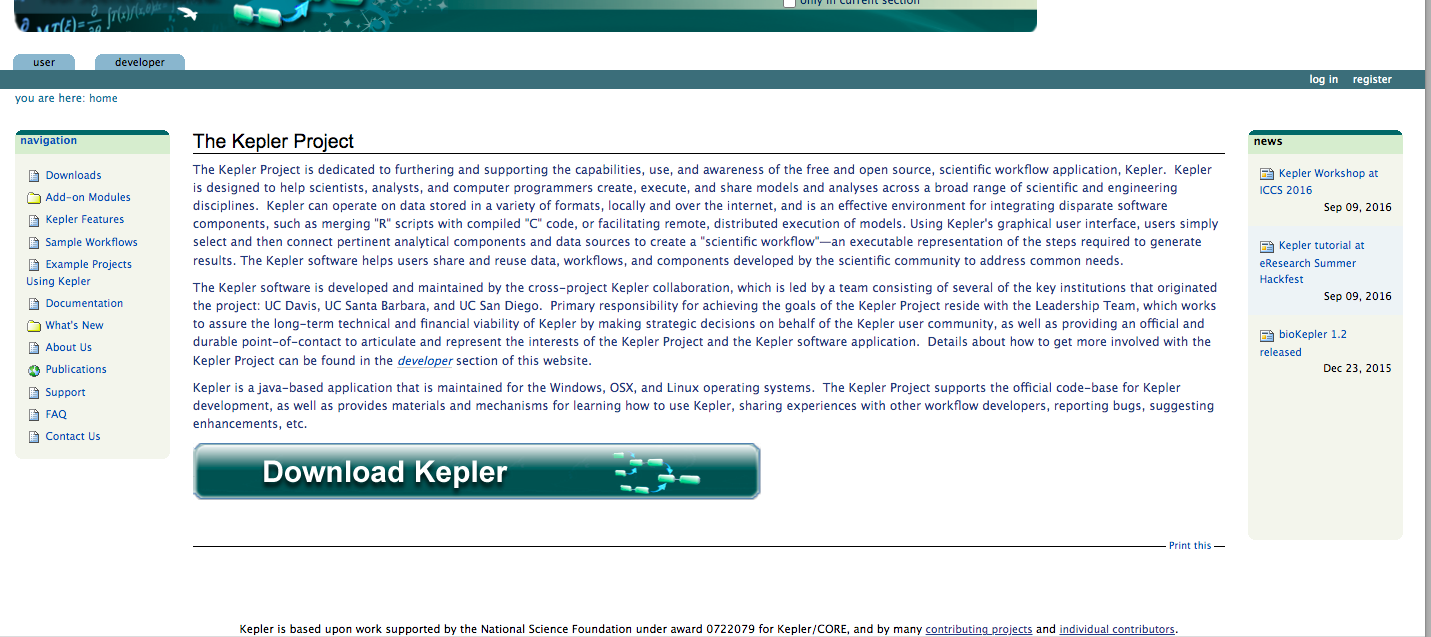 only in current section
user
developer
log in
register
you are here: home
navigation
Downloads
Add-on Modules
Kepler Features
Sample Workflows
Example Projects
Using Kepler
Documentation
What's New
About Us
Publications
Support
FAQ
Contact Us
The Kepler Project
The Kepler Project is dedicated to furthering and supporting the capabilities, use, and awareness of the free and open source, scientific workflow application, Kepler.  Kepler
is designed to help scientists, analysts, and computer programmers create, execute, and share models and analyses across a broad range of scientific and engineering
disciplines.  Kepler can operate on data stored in a variety of formats, locally and over the internet, and is an effective environment for integrating disparate software
components, such as merging "R" scripts with compiled "C" code, or facilitating remote, distributed execution of models. Using Kepler's graphical user interface, users simply
select and then connect pertinent analytical components and data sources to create a "scientific workflow"—an executable representation of the steps required to generate
results. The Kepler software helps users share and reuse data, workflows, and components developed by the scientific community to address common needs.
The Kepler software is developed and maintained by the cross-project Kepler collaboration, which is led by a team consisting of several of the key institutions that originated
the project: UC Davis, UC Santa Barbara, and UC San Diego.  Primary responsibility for achieving the goals of the Kepler Project reside with the Leadership Team, which works
to assure the long-term technical and financial viability of Kepler by making strategic decisions on behalf of the Kepler user community, as well as providing an official and
durable point-of-contact to articulate and represent the interests of the Kepler Project and the Kepler software application.  Details about how to get more involved with the
Kepler Project can be found in the developer section of this website.
Kepler is a java-based application that is maintained for the Windows, OSX, and Linux operating systems.  The Kepler Project supports the official code-base for Kepler
development, as well as provides materials and mechanisms for learning how to use Kepler, sharing experiences with other workflow developers, reporting bugs, suggesting
enhancements, etc.
Download Kepler
Print this
news
Kepler Workshop at
ICCS 2016
Sep 09, 2016
Kepler tutorial at
eResearch Summer
Hackfest
Sep 09, 2016
bioKepler 1.2
released
Dec 23, 2015
Kepler is based upon work supported by the National Science Foundation under award 0722079 for Kepler/CORE, and by many contributing projects and individual contributors.